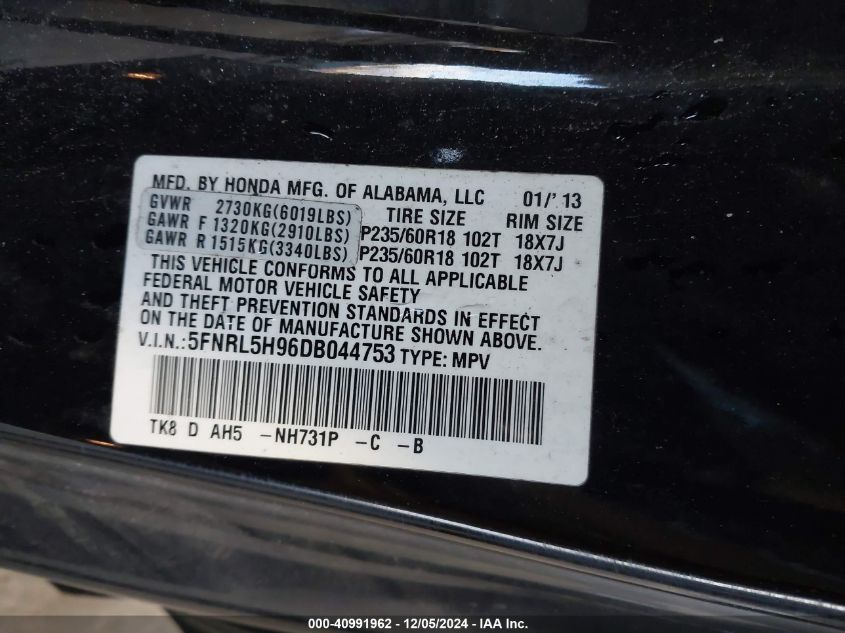 MFD. BY HONDA MFG. OF ALABAMA, LLC 01/'13
GVWR 2730KG(6019LBS) TIRE SIZE RIM SIZE
GAWR F 1320KG(2910LBS) P235/60R18 102T 18X7J
GAWR R 1515KG(3340LBS) P235/60R18 102T 18X7J
THIS VEHICLE CONFORMS TO ALL APPLICABLE
FEDERAL MOTOR VEHICLE SAFETY
AND THEFT PREVENTION STANDARDS IN EFFECT
ON THE DATE OF MANUFACTURE SHOWN ABOVE.
V.I.N.: 5FNRL5H96DB044753 TYPE: MPV
TK8 D AH5 -NH731P -C -B
000-40991962 - 12/05/2024 - IAA Inc.